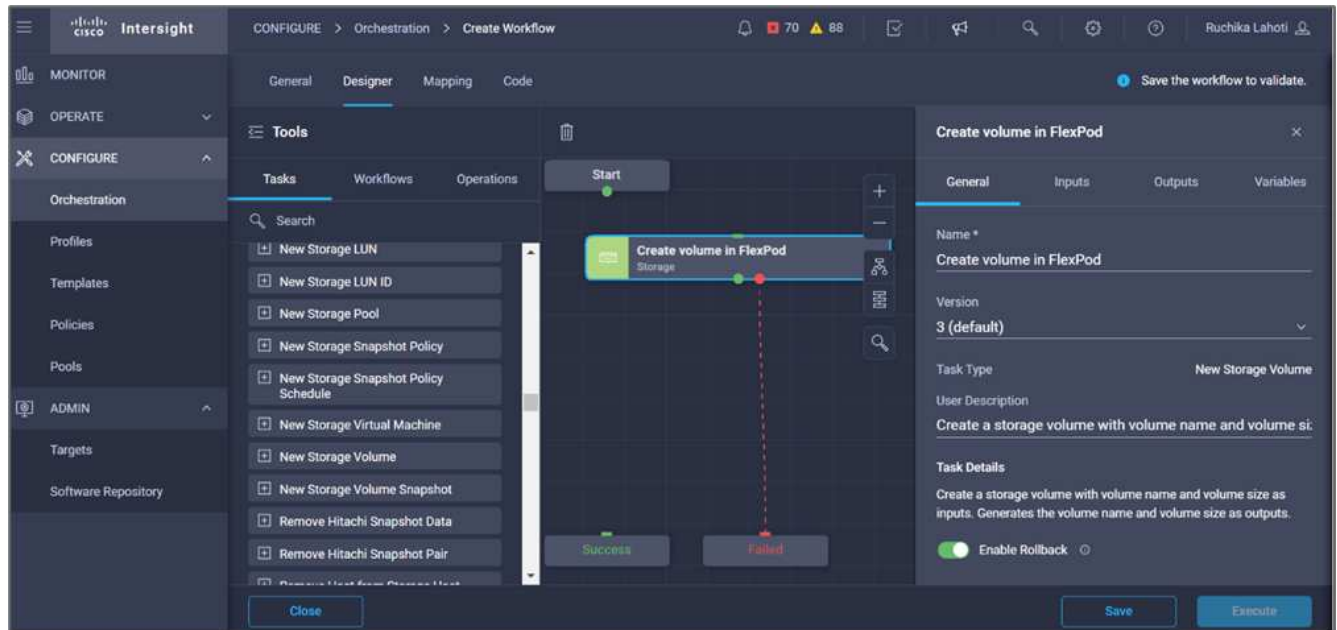 cisco Intersight
CONFIGURE > Orchestration > Create Workflow
70 88
Ruchika Lahoti
MONITOR
OPERATE
CONFIGURE
Orchestration
Profiles
Templates
Policies
Pools
ADMIN
Targets
Software Repository
General Designer Mapping Code
Save the workflow to validate.
Tools
Tasks Workflows Operations
Search
New Storage LUN
New Storage LUN ID
New Storage Pool
New Storage Snapshot Policy
New Storage Snapshot Policy
Schedule
New Storage Virtual Machine
New Storage Volume
New Storage Volume Snapshot
Remove Hitachi Snapshot Data
Remove Hitachi Snapshot Pair
Remove Host from Storage Host
Start
Create volume in FlexPod
Storage
Success
Failed
Create volume in FlexPod
General Inputs Outputs Variables
Name *
Create volume in FlexPod
Version
3 (default)
Task Type New Storage Volume
User Description
Create a storage volume with volume name and volume si
Task Details
Create a storage volume with volume name and volume size as
inputs. Generates the volume name and volume size as outputs.
Enable Rollback
Close
Save
Execute